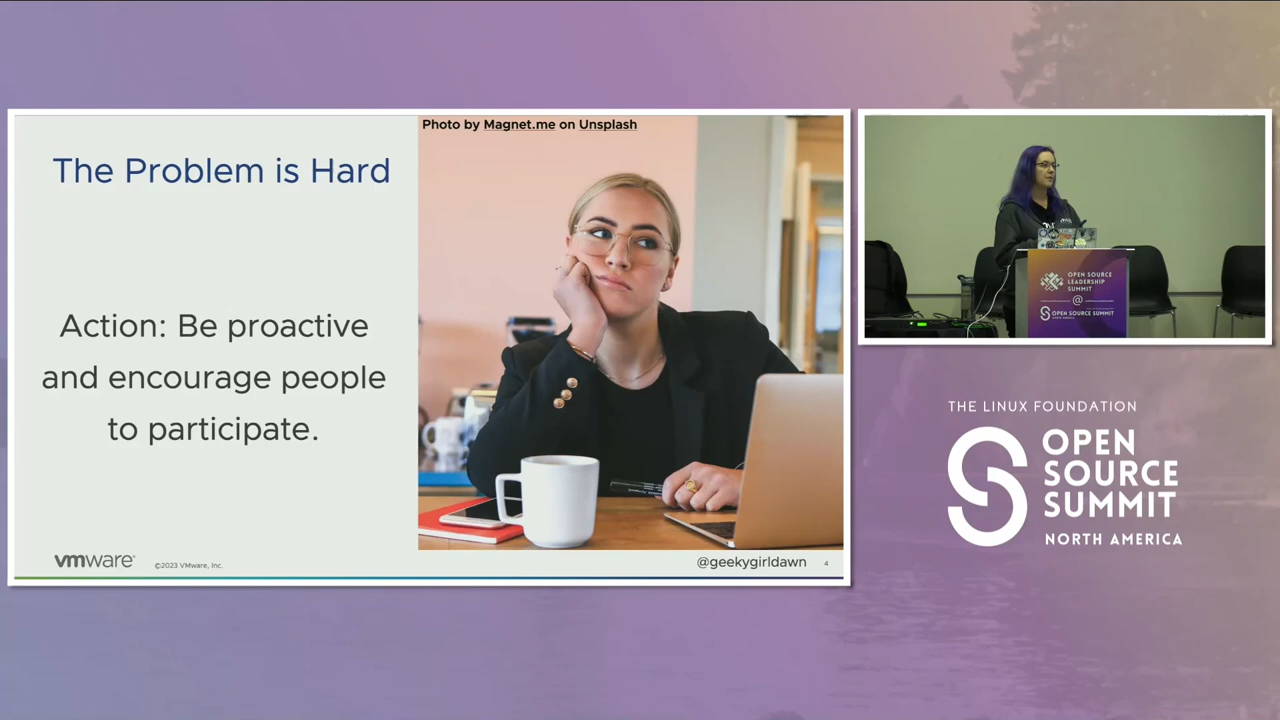 Photo by Magnet.me on Unsplash
The Problem is Hard
Action: Be proactive
and encourage people
to participate.
vmware
©2023 VMware, Inc.
@geekygirldawn
4
OPEN SOURCE
LEADERSHIP
SUMMIT
@
OPEN SOURCE SUMMIT
THE LINUX FOUNDATION
OPEN
SOURCE
SUMMIT
NORTH AMERICA